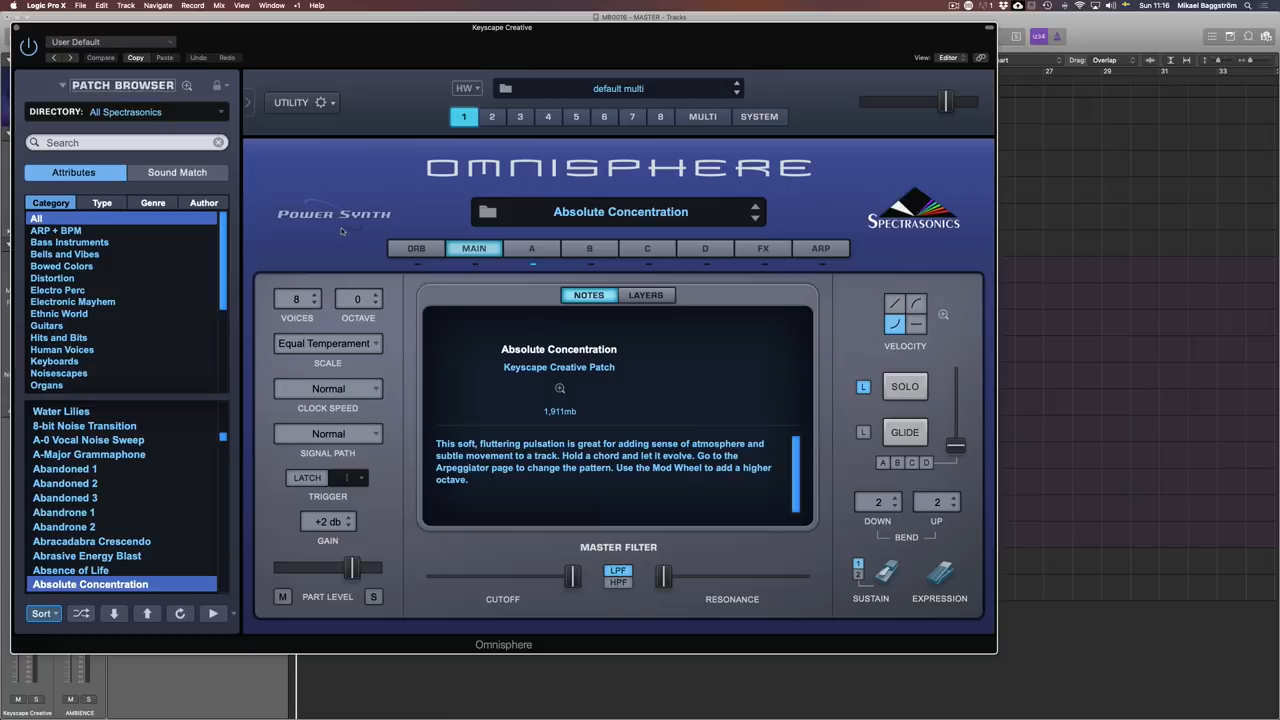 Logic Pro X File Edit Track Navigate Record Mix View Window +1 Help
Sun 11:16 Mikael Baggström
MB0016 - MASTER - Tracks
Keyscape Creative
User Default
Compare Copy Paste Undo Redo
View: Editor
1234
Drag: Overlap
27 29 31 33
PATCH BROWSER
DIRECTORY: All Spectrasonics
Search
Attributes Sound Match
Category Type Genre Author
All
ARP + BPM
Bass Instruments
Bells and Vibes
Bowed Colors
Distortion
Electro Perc
Electronic Mayhem
Ethnic World
Guitars
Hits and Bits
Human Voices
Keyboards
Noisescapes
Organs
Water Lilies
8-bit Noise Transition
A-0 Vocal Noise Sweep
A-Major Grammaphone
Abandoned 1
Abandoned 2
Abandoned 3
Abandrone 1
Abandrone 2
Abracadabra Crescendo
Abrasive Energy Blast
Absence of Life
Absolute Concentration
Sort
UTILITY
HW
default multi
1 2 3 4 5 6 7 8 MULTI SYSTEM
OMNISPHERE
POWER SYNTH
Absolute Concentration
SPECTRASONICS
ORB MAIN A B C D FX ARP
8 0
VOICES OCTAVE
Equal Temperament
SCALE
Normal
CLOCK SPEED
Normal
SIGNAL PATH
LATCH
TRIGGER
+2 db
GAIN
M PART LEVEL S
NOTES LAYERS
Absolute Concentration
Keyscape Creative Patch
1,911mb
This soft, fluttering pulsation is great for adding sense of atmosphere and
subtle movement to a track. Hold a chord and let it evolve. Go to the
Arpeggiator page to change the pattern. Use the Mod Wheel to add a higher
octave.
MASTER FILTER
LPF
HPF
CUTOFF RESONANCE
VELOCITY
L SOLO
L GLIDE
A B C D
2 2
DOWN UP
BEND
1
2
SUSTAIN EXPRESSION
Omnisphere
M S M S
Keyscape Creative AMBIENCE